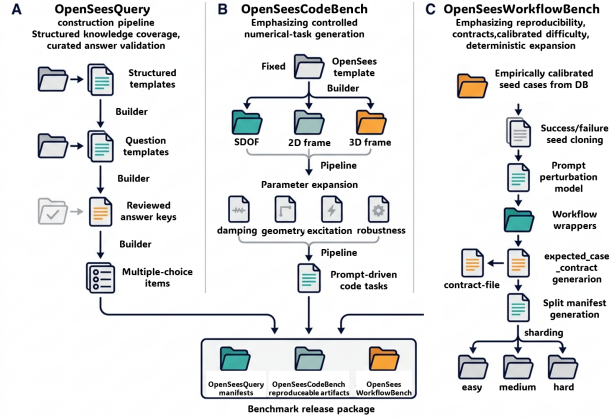 A OpenSeesQuery
construction pipeline
Structured knowledge coverage,
curated answer validation
Structured
templates
Builder
Question
templates
Builder
Reviewed
answer keys
Builder
Multiple-choice
items
B OpenSeesCodeBench
Emphasizing controlled
numerical-task generation
Fixed
OpenSees
template
Builder
SDOF
2D frame
3D frame
Pipeline
Parameter expansion
damping
geometry
excitation
robustness
Pipeline
Prompt-driven
code tasks
C OpenSeesWorkflowBench
Emphasizing reproducibility,
contracts,calibrated difficulty,
deterministic expansion
Empirically calibrated
seed cases from DB
Success/failure
seed cloning
Prompt
perturbation
model
Workflow
wrappers
expected_case
_contract
generarion
contract-file
Split manifest
generation
sharding
easy
medium
hard
OpenSeesQuery
manifests
OpenSeesCodeBench
reproduceable artifacts
OpenSees
WorkflowBench
Benchmark release package